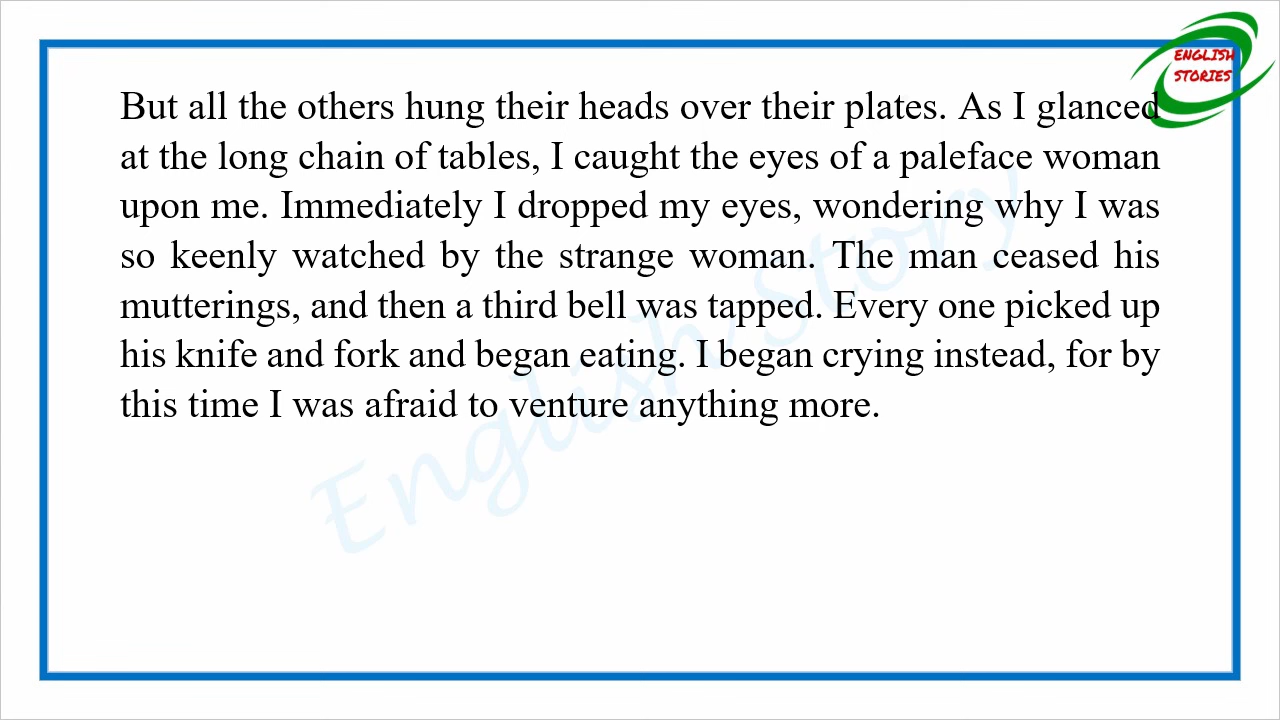 ENGLISH
STORIES
But all the others hung their heads over their plates. As I glanced
at the long chain of tables, I caught the eyes of a paleface woman
upon me. Immediately I dropped my eyes, wondering why I was
so keenly watched by the strange woman. The man ceased his
mutterings, and then a third bell was tapped. Every one picked up
his knife and fork and began eating. I began crying instead, for by
this time I was afraid to venture anything more.
English Story